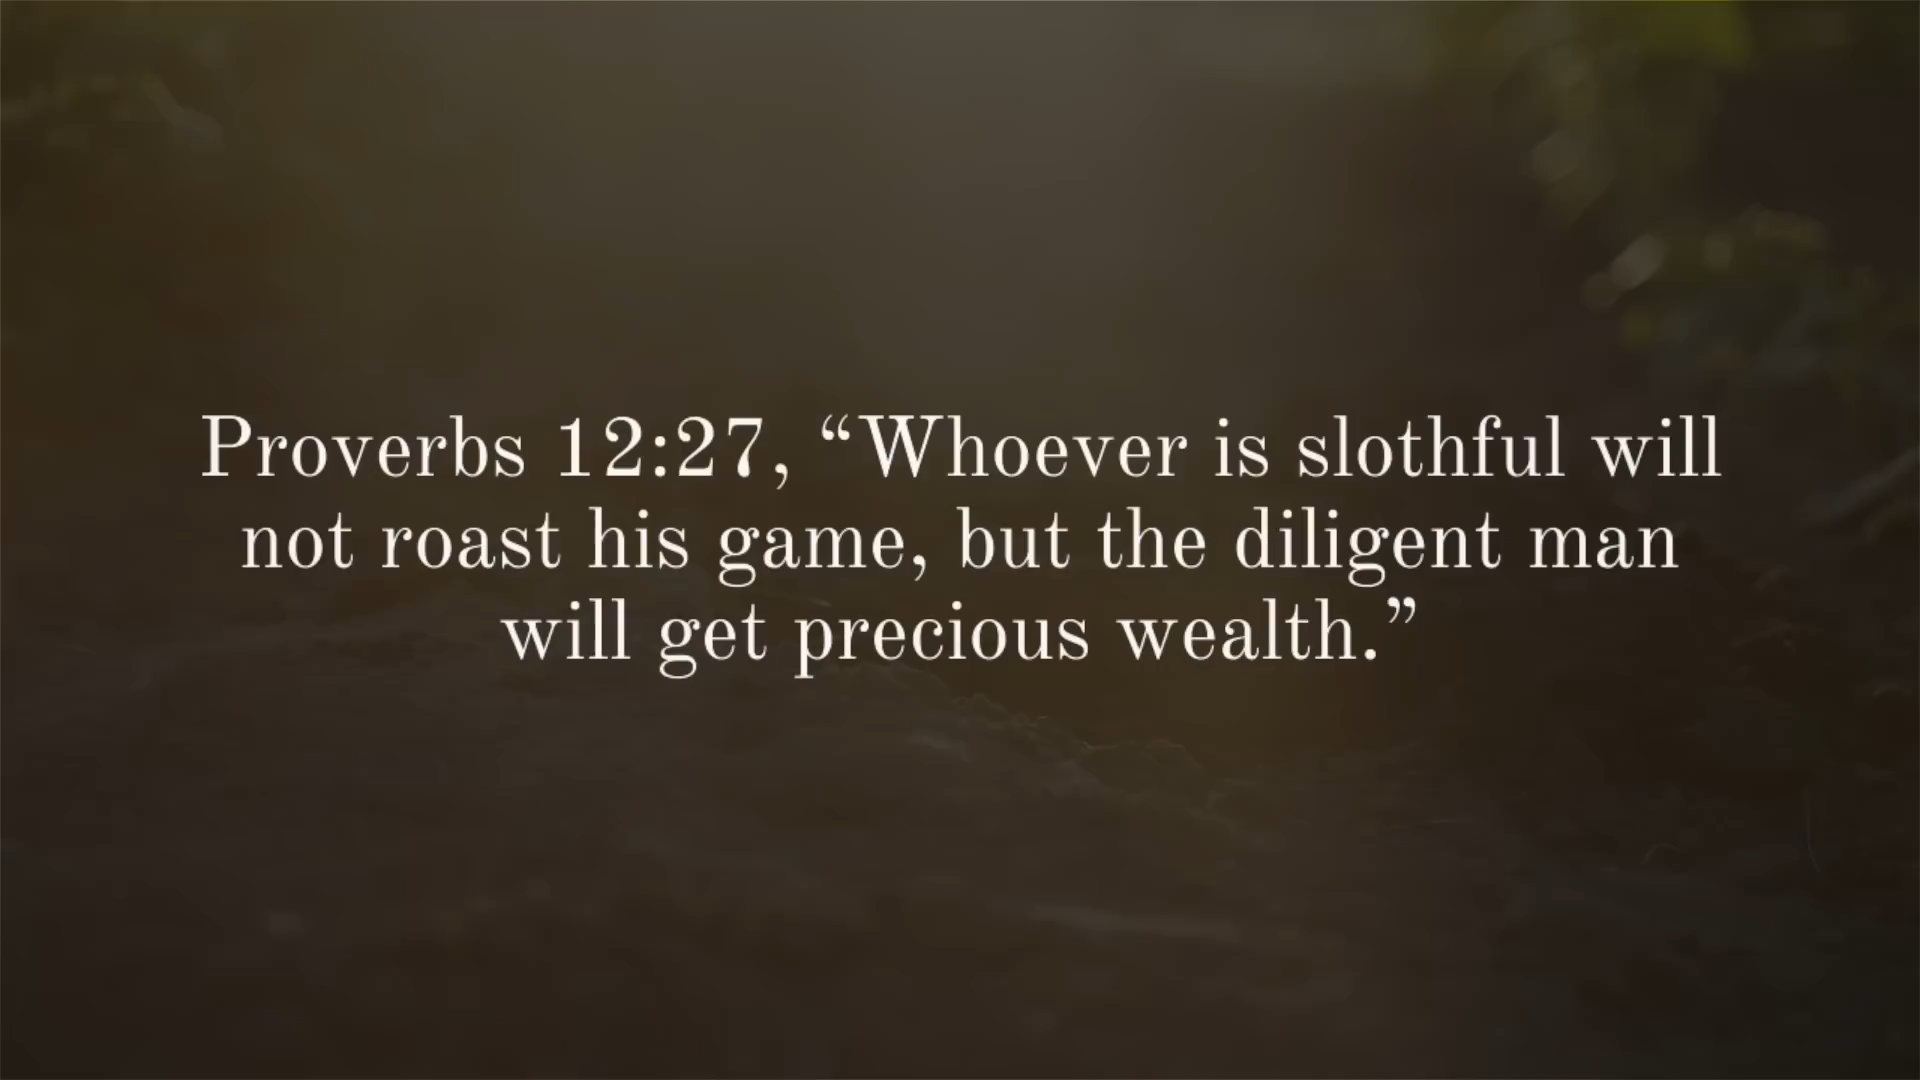 Proverbs 12:27, “Whoever is slothful will
not roast his game, but the diligent man
will get precious wealth.”